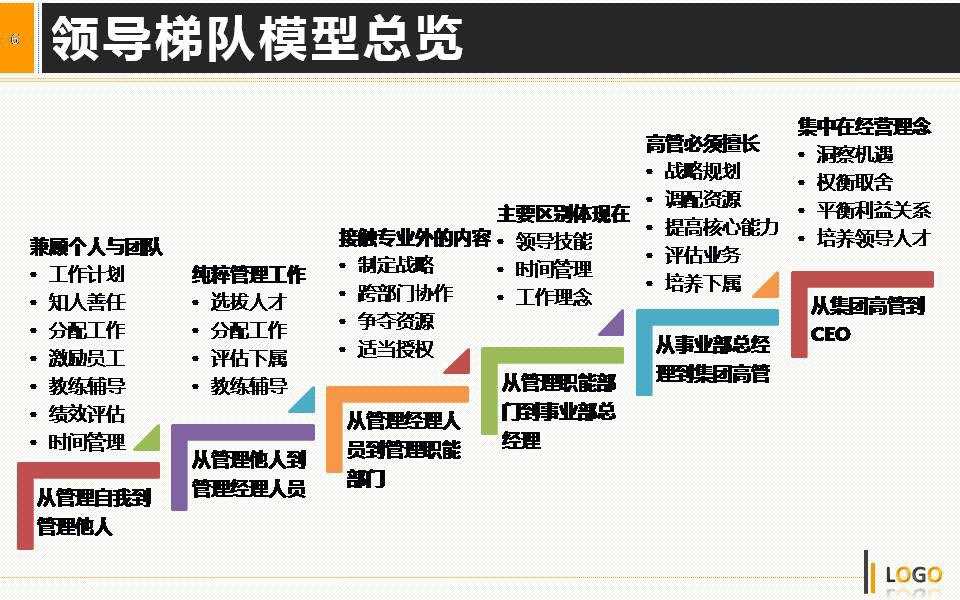 6
领导梯队模型总览
兼顾个人与团队
• 工作计划
• 知人善任
• 分配工作
• 激励员工
• 教练辅导
• 绩效评估
• 时间管理
从管理自我到
管理他人
纯粹管理工作
• 选拔人才
• 分配工作
• 评估下属
• 教练辅导
从管理他人到
管理经理人员
接触专业外的内容
• 制定战略
• 跨部门协作
• 争夺资源
• 适当授权
从管理经理人
员到管理职能
部门
主要区别体现在
• 领导技能
• 时间管理
• 工作理念
从管理职能部
门到事业部总
经理
高管必须擅长
• 战略规划
• 调配资源
• 提高核心能力
• 评估业务
• 培养下属
从事业部总经
理到集团高管
集中在经营理念
• 洞察机遇
• 权衡取舍
• 平衡利益关系
• 培养领导人才
从集团高管到
CEO
LOGO